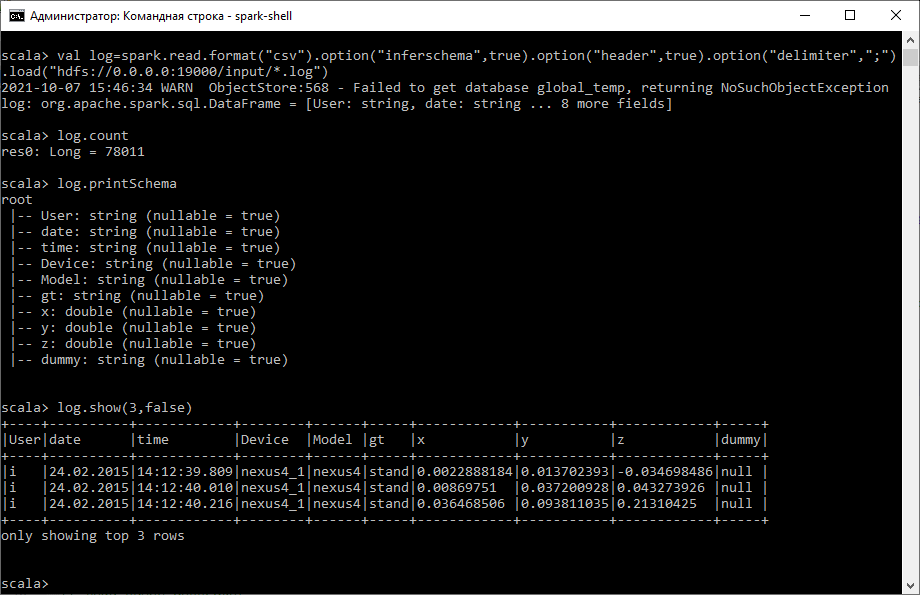 Администратор: Командная строка - spark-shell
scala> val log=spark.read.format("csv").option("inferschema",true).option("header",true).option("delimiter",";")
.load("hdfs://0.0.0.0:19000/input/*.log")
2021-10-07 15:46:34 WARN  ObjectStore:568 - Failed to get database global_temp, returning NoSuchObjectException
log: org.apache.spark.sql.DataFrame = [User: string, date: string ... 8 more fields]
scala> log.count
res0: Long = 78011
scala> log.printSchema
root
 |-- User: string (nullable = true)
 |-- date: string (nullable = true)
 |-- time: string (nullable = true)
 |-- Device: string (nullable = true)
 |-- Model: string (nullable = true)
 |-- gt: string (nullable = true)
 |-- x: double (nullable = true)
 |-- y: double (nullable = true)
 |-- z: double (nullable = true)
 |-- dummy: string (nullable = true)
scala> log.show(3,false)
+----+----------+------------+--------+------+-----+------------+-----------+------------+-----+
|User|date      |time        |Device  |Model |gt   |x           |y          |z           |dummy|
+----+----------+------------+--------+------+-----+------------+-----------+------------+-----+
|i   |24.02.2015|14:12:39.809|nexus4_1|nexus4|stand|0.0022888184|0.013702393|-0.034698486|null |
|i   |24.02.2015|14:12:40.010|nexus4_1|nexus4|stand|0.00869751  |0.037200928|0.043273926 |null |
|i   |24.02.2015|14:12:40.216|nexus4_1|nexus4|stand|0.036468506 |0.093811035|0.21310425  |null |
+----+----------+------------+--------+------+-----+------------+-----------+------------+-----+
only showing top 3 rows
scala>